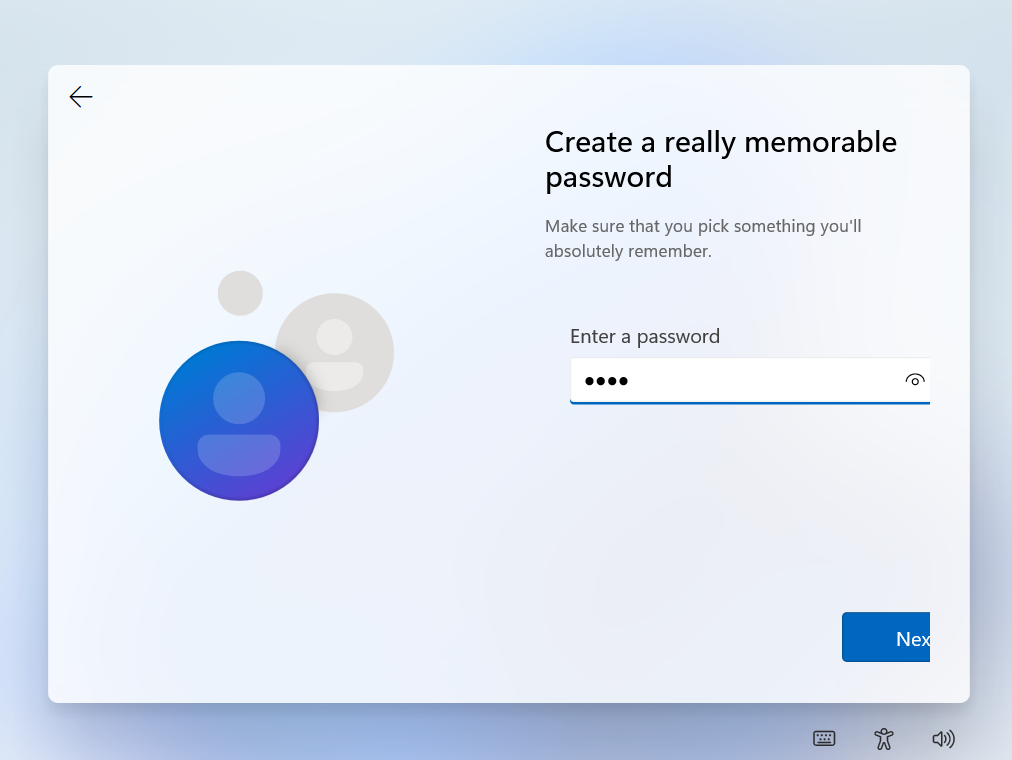 Create a really memorable
password
Make sure that you pick something you'll
absolutely remember.
Enter a password
••••
Nex